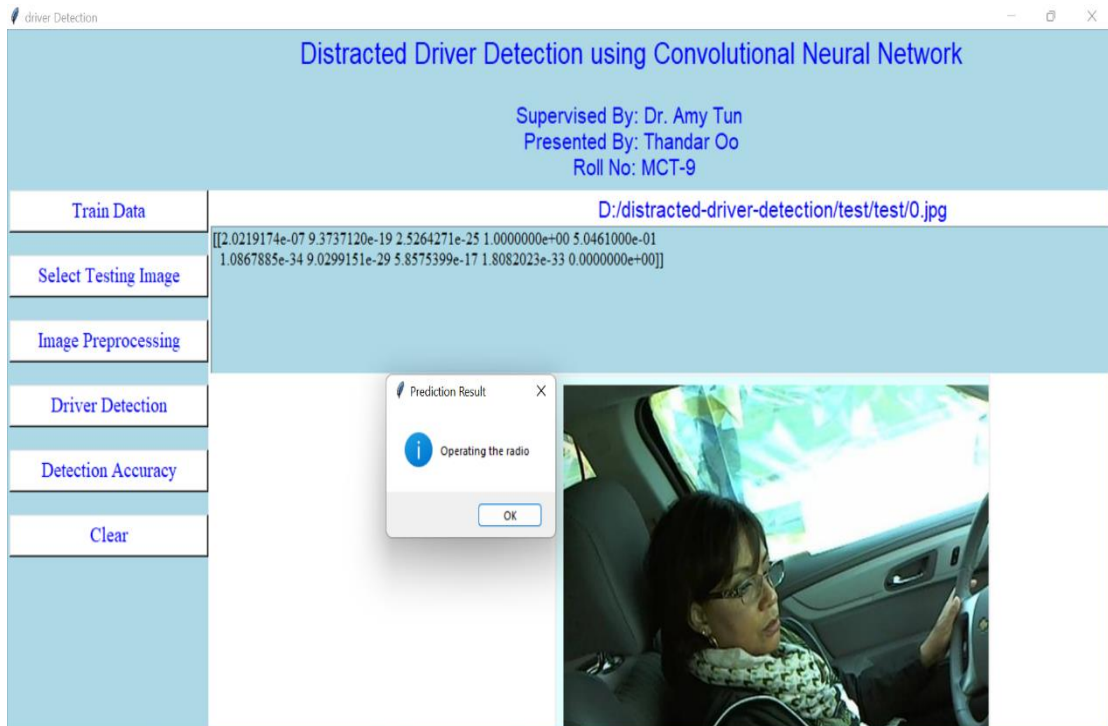 driver Detection
Distracted Driver Detection using Convolutional Neural Network
Supervised By: Dr. Amy Tun
Presented By: Thandar Oo
Roll No: MCT-9
Train Data
D:/distracted-driver-detection/test/test/0.jpg
[[2.0219174e-07 9.3737120e-19 2.5264271e-25 1.0000000e+00 5.0461000e-01
1.0867885e-34 9.0299151e-29 5.8575399e-17 1.8082023e-33 0.0000000e+00]]
Select Testing Image
Image Preprocessing
Driver Detection
Detection Accuracy
Clear
Prediction Result
Operating the radio
OK